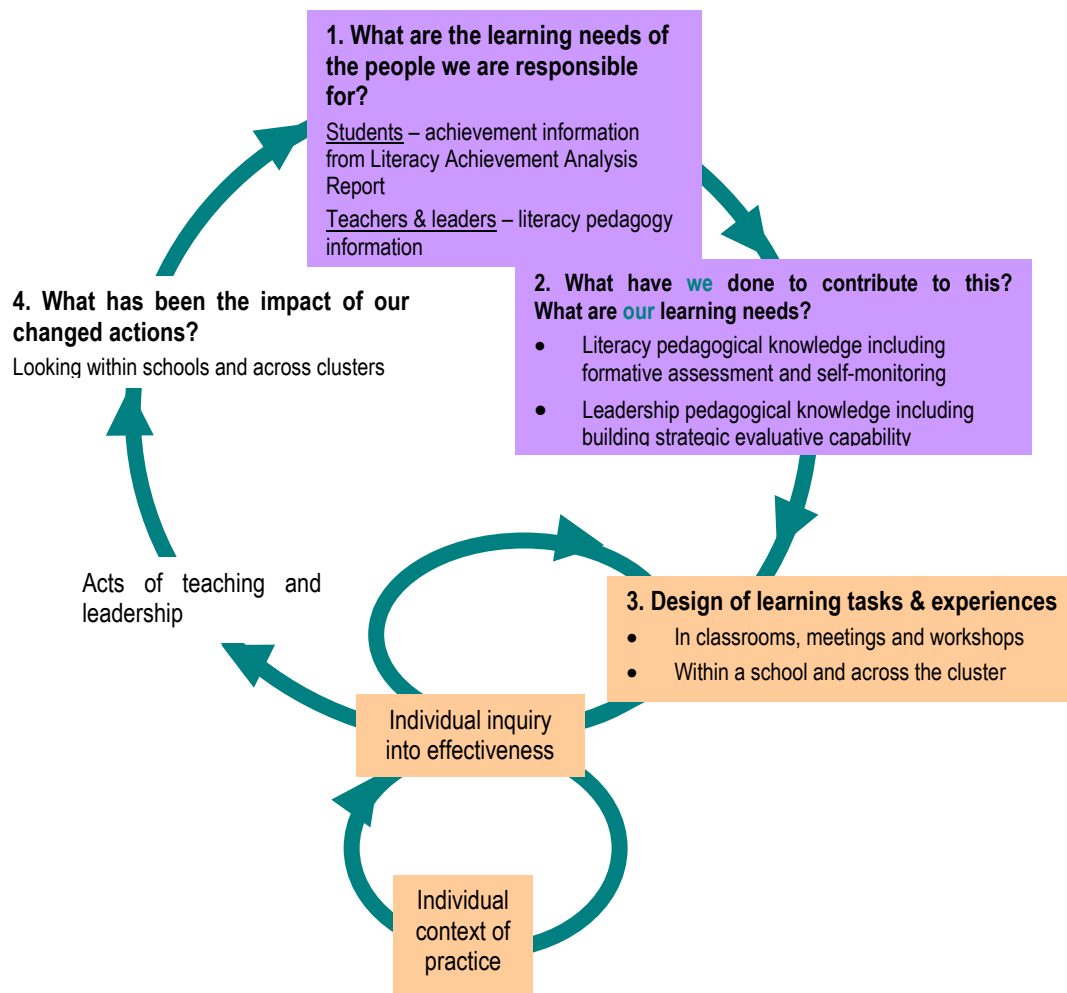 1. What are the learning needs of
the people we are responsible
for?
Students – achievement information
from Literacy Achievement Analysis
Report
Teachers & leaders – literacy pedagogy
information
2. What have we done to contribute to this?
What are our learning needs?
• Literacy pedagogical knowledge including
formative assessment and self-monitoring
• Leadership pedagogical knowledge including
building strategic evaluative capability
3. Design of learning tasks & experiences
• In classrooms, meetings and workshops
• Within a school and across the cluster
Individual inquiry
into effectiveness
Individual
context of
practice
Acts of teaching and
leadership
4. What has been the impact of our
changed actions?
Looking within schools and across clusters